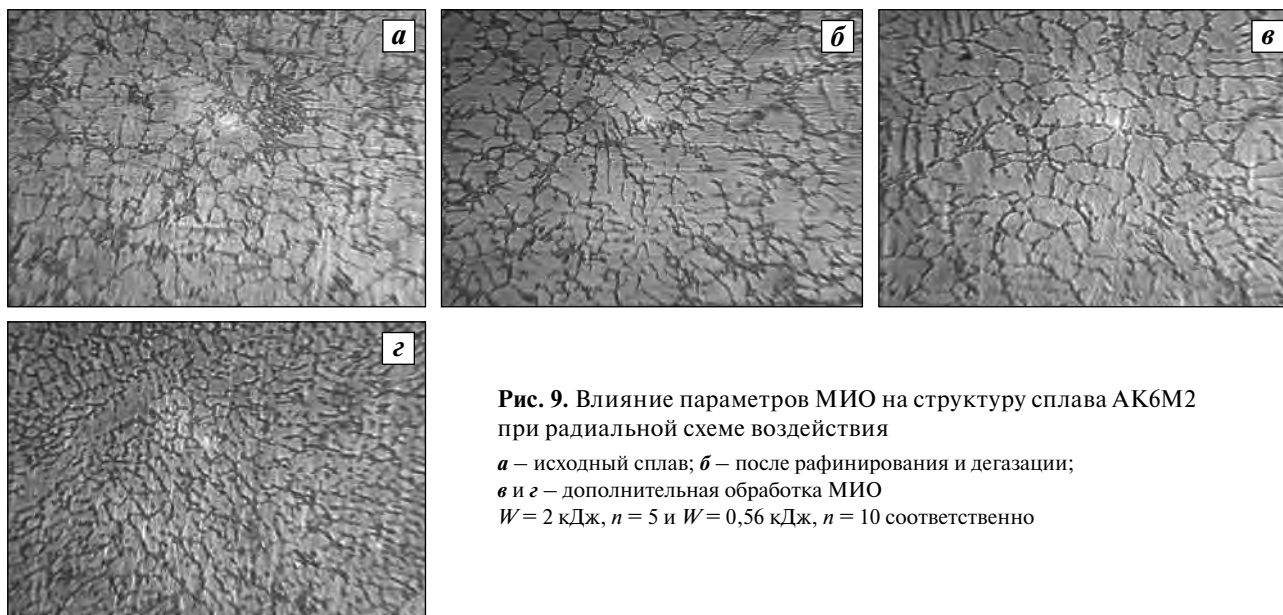 а
б
в
г
Рис. 9. Влияние параметров МИО на структуру сплава АК6М2
при радиальной схеме воздействия
а – исходный сплав; б – после рафинирования и дегазации;
в и г – дополнительная обработка МИО
W = 2 кДж, n = 5 и W = 0,56 кДж, n = 10 соответственно